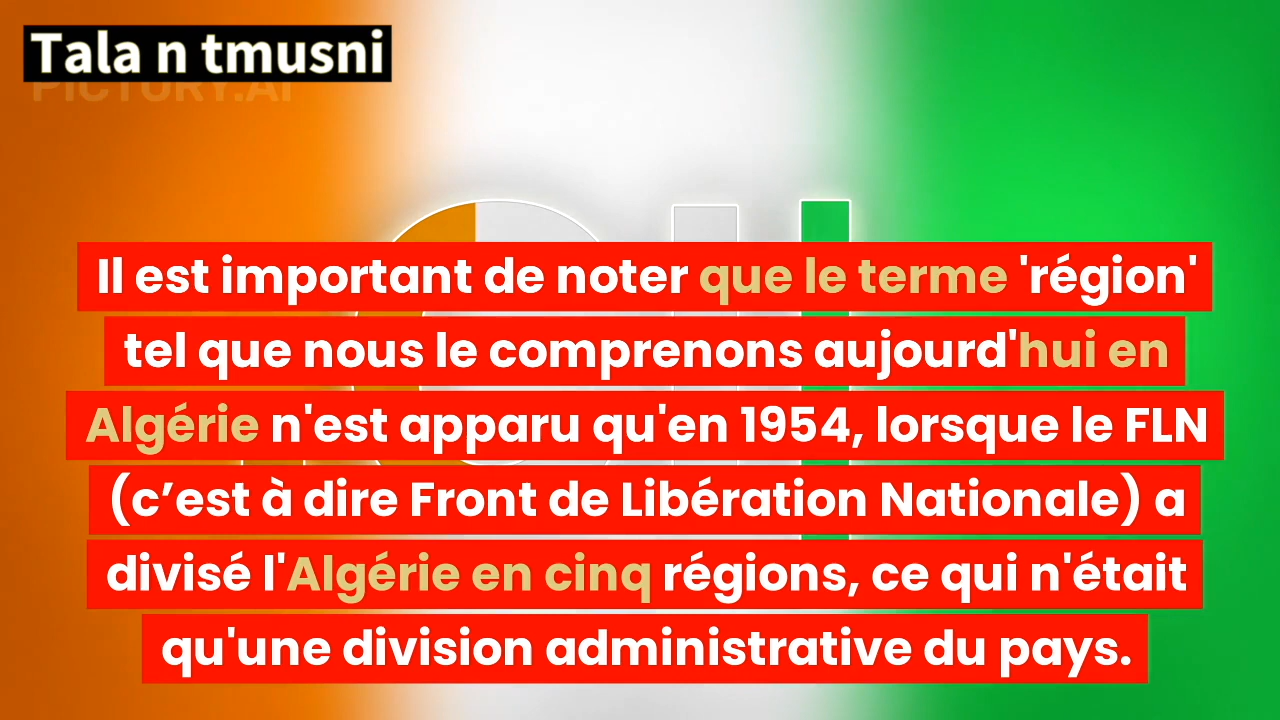 Tala n tmusni
PICTORY.AI
Il est important de noter que le terme 'région'
tel que nous le comprenons aujourd'hui en
Algérie n'est apparu qu'en 1954, lorsque le FLN
(c’est à dire Front de Libération Nationale) a
divisé l'Algérie en cinq régions, ce qui n'était
qu'une division administrative du pays.